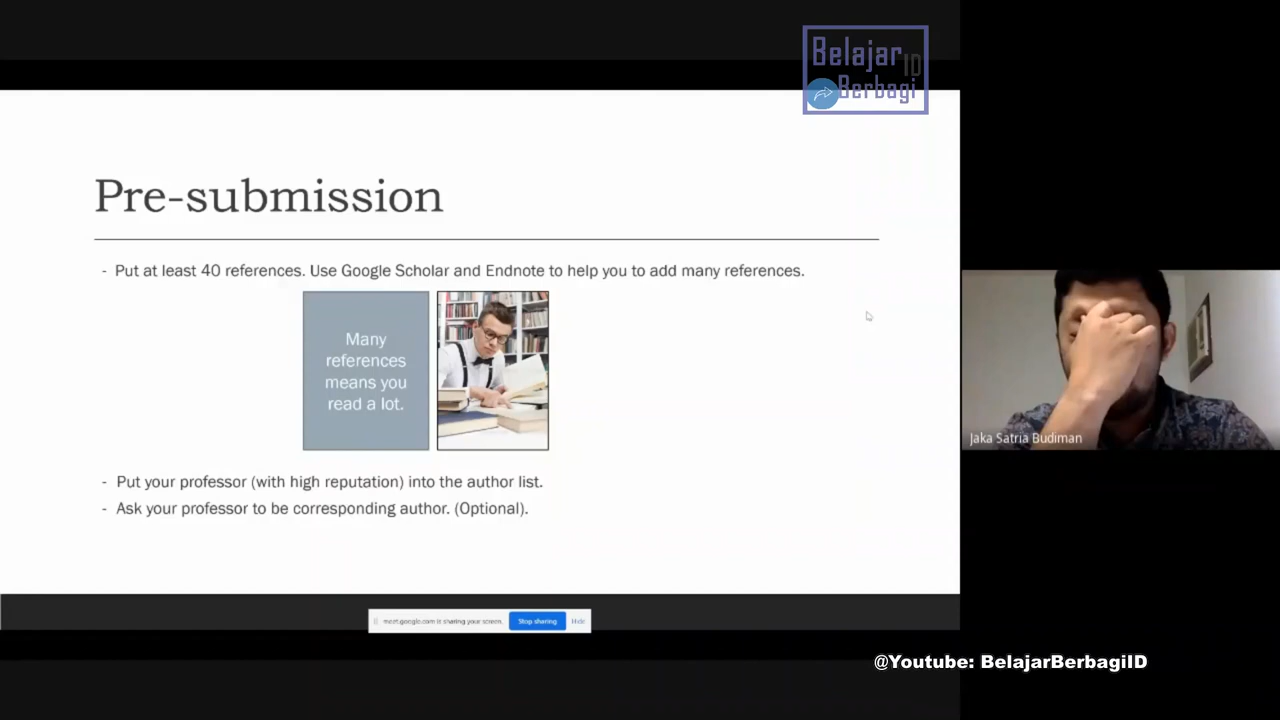 Belajar
ID
Berbagi
Pre-submission
- Put at least 40 references. Use Google Scholar and Endnote to help you to add many references.
Many
references
means you
read a lot.
Jaka Satria Budiman
- Put your professor (with high reputation) into the author list.
- Ask your professor to be corresponding author. (Optional).
meet.google.com is sharing your screen.
Stop sharing
Hide
@Youtube: BelajarBerbagiID